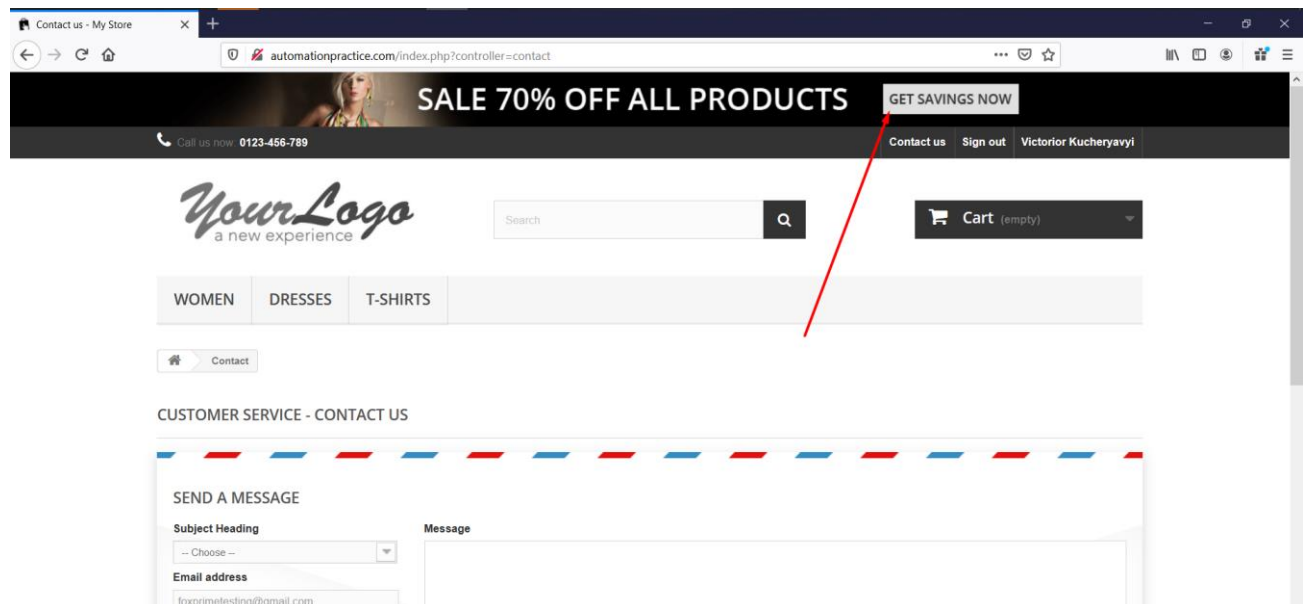 Contact us - My Store
automationpractice.com/index.php?controller=contact
SALE 70% OFF ALL PRODUCTS GET SAVINGS NOW
Call us now: 0123-456-789 Contact us Sign out Victorior Kucheryavyi
Your Logo
a new experience
Search
Cart (empty)
WOMEN DRESSES T-SHIRTS
Contact
CUSTOMER SERVICE - CONTACT US
SEND A MESSAGE
Subject Heading Message
-- Choose --
Email address
foxprimetesting@gmail.com